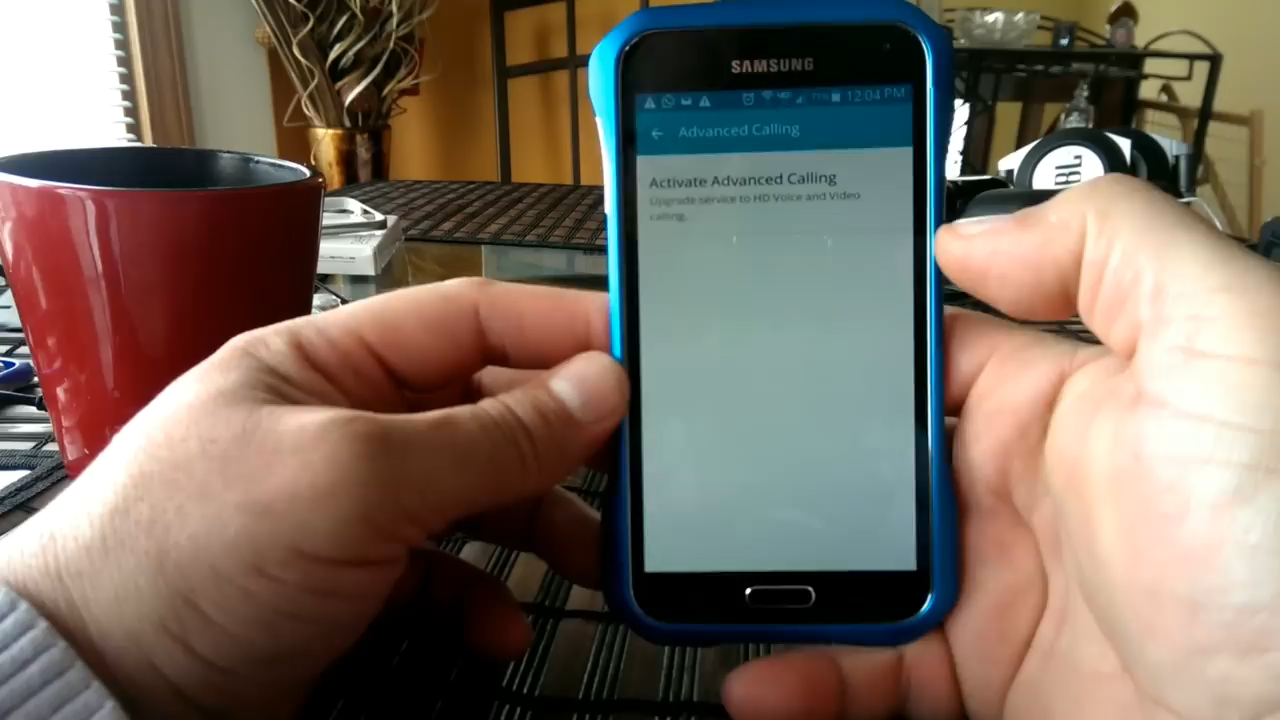 SAMSUNG
12:04 PM
Advanced Calling
Activate Advanced Calling
Upgrade service to HD Voice and Video
calling.
JBL